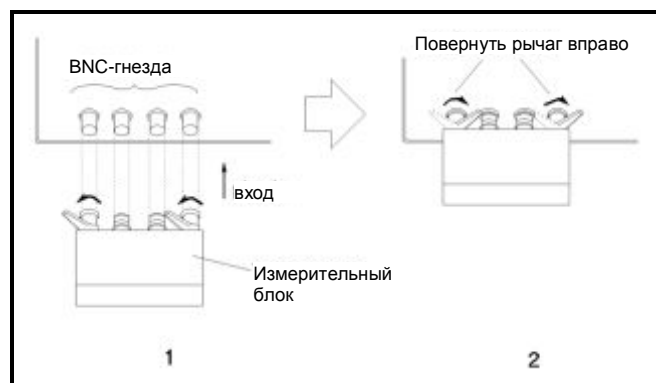 BNC-гнезда
Повернуть рычаг вправо
вход
Измерительный
блок
1
2